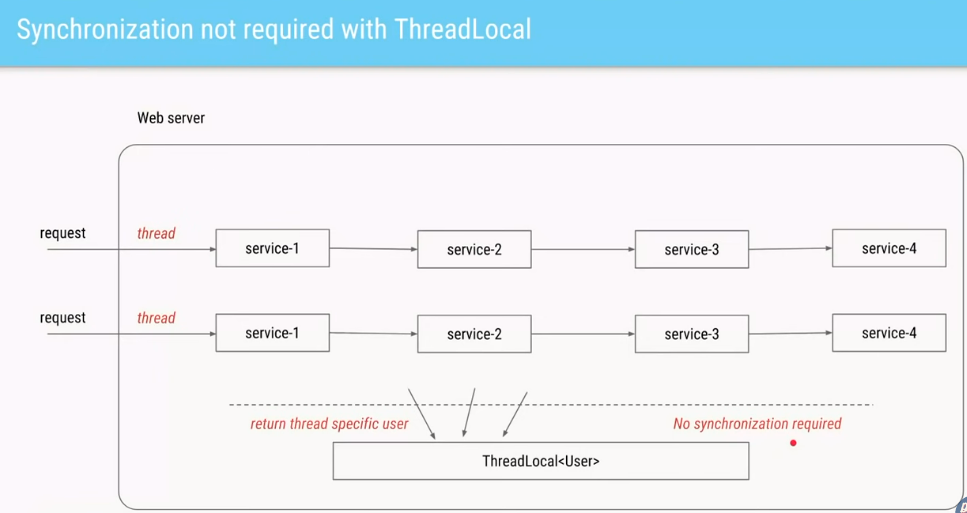 Synchronization not required with ThreadLocal
Web server
request
thread
service-1
service-2
service-3
service-4
request
thread
service-1
service-2
service-3
service-4
return thread specific user
No synchronization required
ThreadLocal<User>